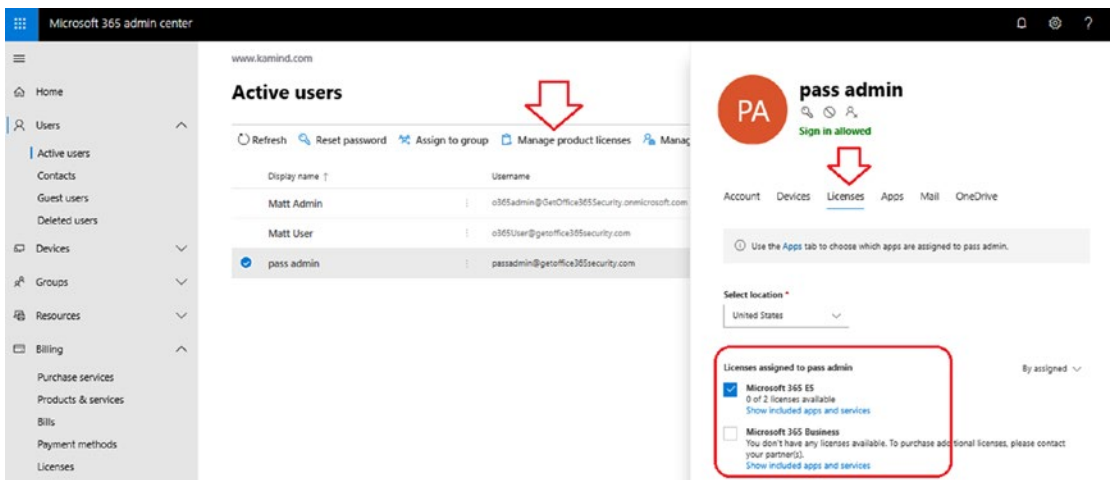 Microsoft 365 admin center
?
Home
Users
Active users
Contacts
Guest users
Deleted users
Devices
Groups
Resources
Billing
Purchase services
Products & services
Bills
Payment methods
Licenses
www.kamind.com
Active users
Refresh Reset password Assign to group Manage product licenses Manag
Display name ↑ Username
Matt Admin o365admin@GetOffice365Security.onmicrosoft.com
Matt User o365User@getoffice365security.com
pass admin passadmin@getoffice365security.com
PA
pass admin
Sign in allowed
Account Devices Licenses Apps Mail OneDrive
Use the Apps tab to choose which apps are assigned to pass admin.
Select location *
United States
Licenses assigned to pass admin By assigned
Microsoft 365 E5
0 of 2 licenses available
Show included apps and services
Microsoft 365 Business
You don't have any licenses available. To purchase additional licenses, please contact
your partner(s).
Show included apps and services